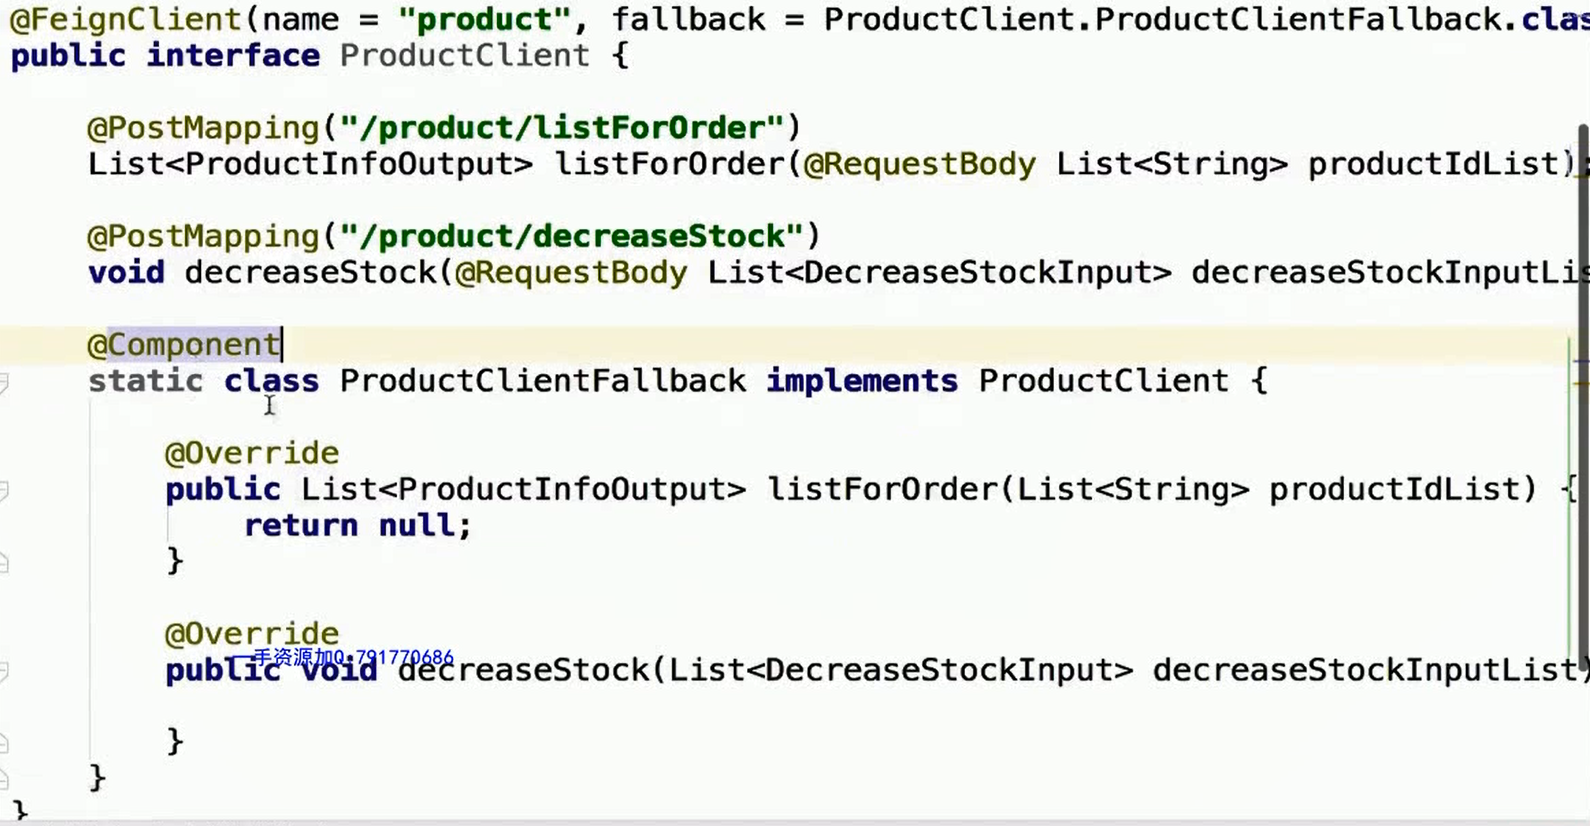 @FeignClient(name = "product", fallback = ProductClient.ProductClientFallback.clas
public interface ProductClient {
@PostMapping("/product/listForOrder")
List<ProductInfoOutput> listForOrder(@RequestBody List<String> productIdList);
@PostMapping("/product/decreaseStock")
void decreaseStock(@RequestBody List<DecreaseStockInput> decreaseStockInputLis
@Component
static class ProductClientFallback implements ProductClient {
@Override
public List<ProductInfoOutput> listForOrder(List<String> productIdList) {
return null;
}
@Override
一手资源加Q:791770686
public void decreaseStock(List<DecreaseStockInput> decreaseStockInputList)
}
}
}